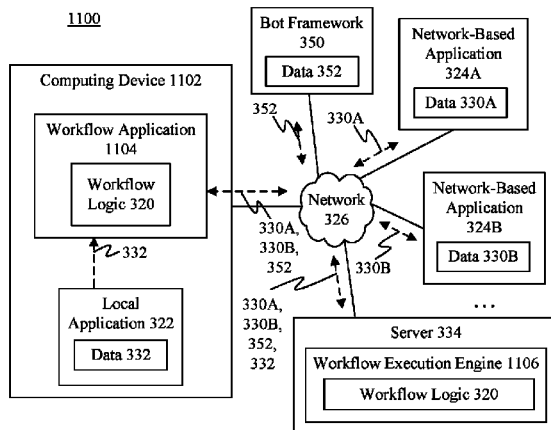 1100
Bot Framework
350
Data 352
Network-Based
Application
324A
Data 330A
Computing Device 1102
Workflow Application
1104
Workflow
Logic 320
352
330A
Network
326
330A,
330B,
352
332
Network-Based
Application
324B
Data 330B
330B
Local
Application 322
Data 332
330A,
330B,
352,
332
...
Server 334
Workflow Execution Engine 1106
Workflow Logic 320